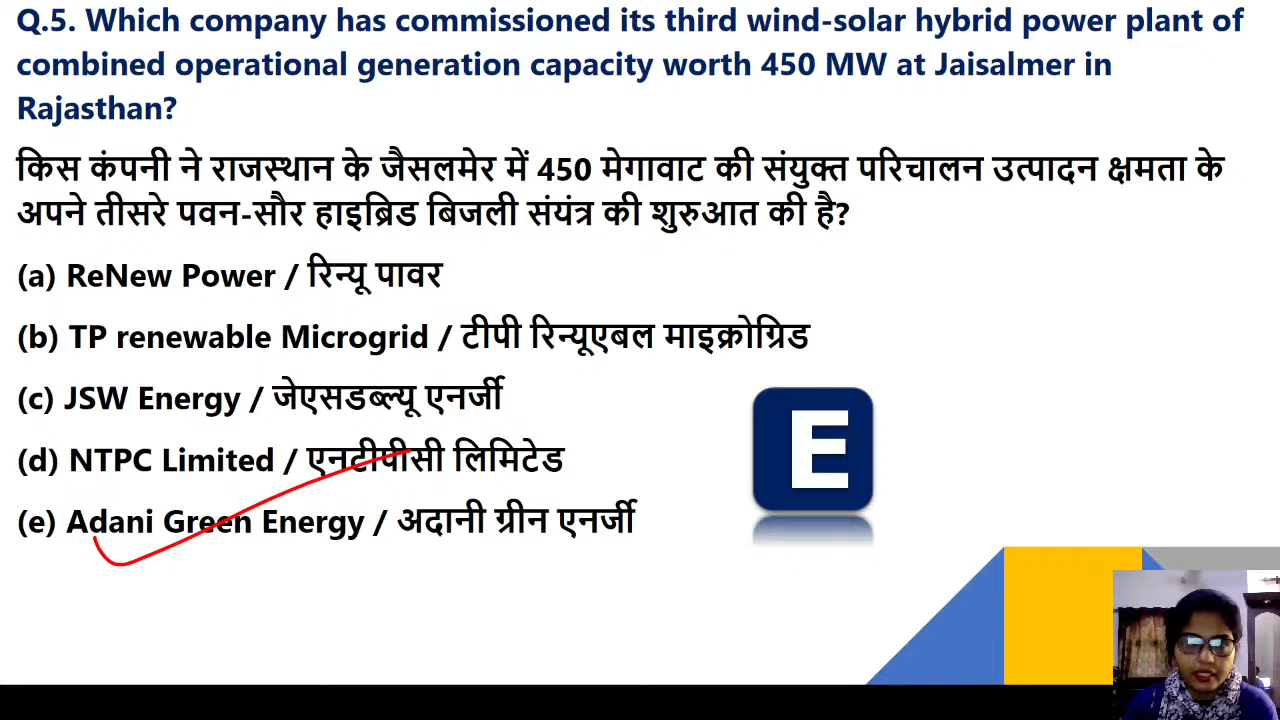 Q.5. Which company has commissioned its third wind-solar hybrid power plant of
combined operational generation capacity worth 450 MW at Jaisalmer in
Rajasthan?
किस कंपनी ने राजस्थान के जैसलमेर में 450 मेगावाट की संयुक्त परिचालन उत्पादन क्षमता के
अपने तीसरे पवन-सौर हाइब्रिड बिजली संयंत्र की शुरुआत की है?
(a) ReNew Power / रिन्यू पावर
(b) TP renewable Microgrid / टीपी रिन्यूएबल माइक्रोग्रिड
(c) JSW Energy / जेएसडब्ल्यू एनर्जी
(d) NTPC Limited / एनटीपीसी लिमिटेड
(e) Adani Green Energy / अदानी ग्रीन एनर्जी
E